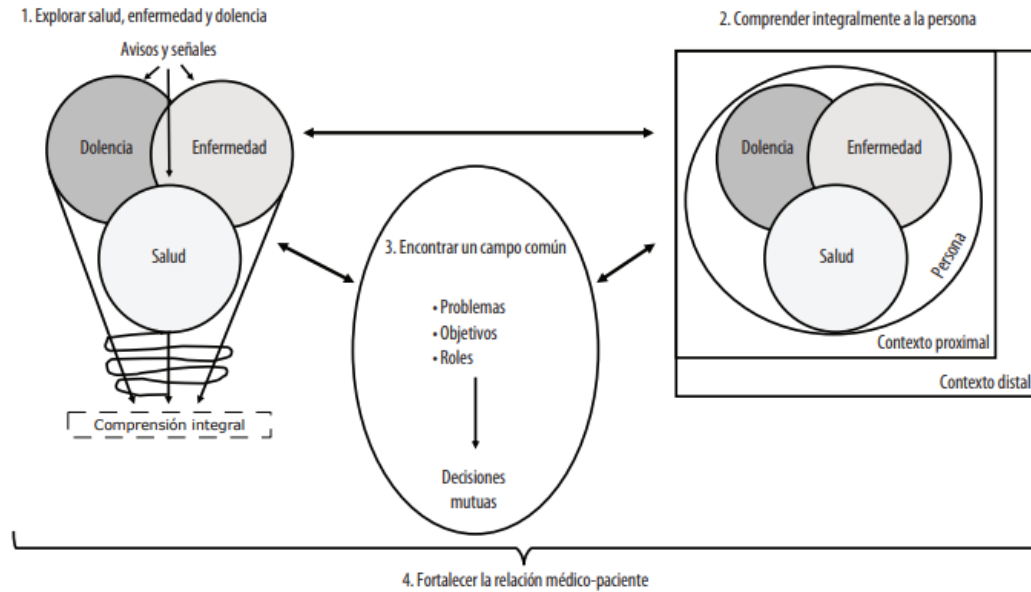 1. Explorar salud, enfermedad y dolencia
Avisos y señales
Dolencia
Enfermedad
Salud
Comprensión integral
2. Comprender integralmente a la persona
Dolencia
Enfermedad
Salud
Persona
Contexto proximal
Contexto distal
3. Encontrar un campo común
• Problemas
• Objetivos
• Roles
Decisiones
mutuas
4. Fortalecer la relación médico-paciente